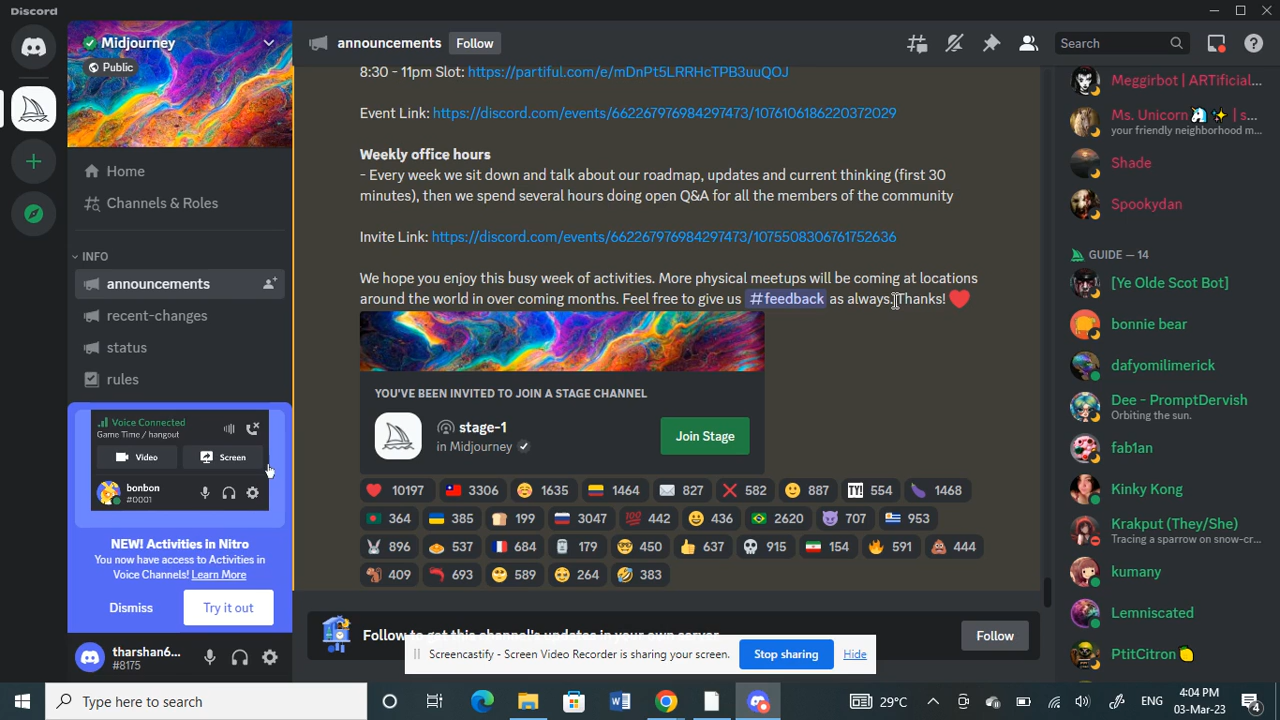 Discord
Midjourney
Public
Home
Channels & Roles
INFO
announcements
recent-changes
status
rules
Voice Connected
Game Time / hangout
Video
Screen
bonbon
#0001
NEW! Activities in Nitro
You now have access to Activities in
Voice Channels! Learn More
Dismiss
Try it out
tharshan6...
#8175
announcements
Follow
Search
8:30 - 11pm Slot: https://partiful.com/e/mDnPt5LRRHcTPB3uuQOJ
Event Link: https://discord.com/events/662267976984297473/1076106186220372029
Weekly office hours
- Every week we sit down and talk about our roadmap, updates and current thinking (first 30
minutes), then we spend several hours doing open Q&A for all the members of the community
Invite Link: https://discord.com/events/662267976984297473/1075508306761752636
We hope you enjoy this busy week of activities. More physical meetups will be coming at locations
around the world in over coming months. Feel free to give us #feedback as always. Thanks! ❤️
YOU'VE BEEN INVITED TO JOIN A STAGE CHANNEL
stage-1
in Midjourney
Join Stage
10197 3306 1635 1464 827 582 887 TYI 554 1468
364 385 199 3047 442 436 2620 707 953
896 537 684 179 450 637 915 154 591 444
409 693 589 264 383
Follow to get this channel's updates in your own server
Follow
Screencastify - Screen Video Recorder is sharing your screen.
Stop sharing
Hide
Meggirbot | ARTificial...
Ms. Unicorn 🦄 ✨ | s...
your friendly neighborhood m...
Shade
Spookydan
GUIDE — 14
[Ye Olde Scot Bot]
bonnie bear
dafyomilimerick
Dee - PromptDervish
Orbiting the sun.
fab1an
Kinky Kong
Krakput (They/She)
Tracing a sparrow on snow-cr...
kumany
Lemniscated
PtitCitron 🍋
Type here to search
29°C
ENG
4:04 PM
03-Mar-23
4